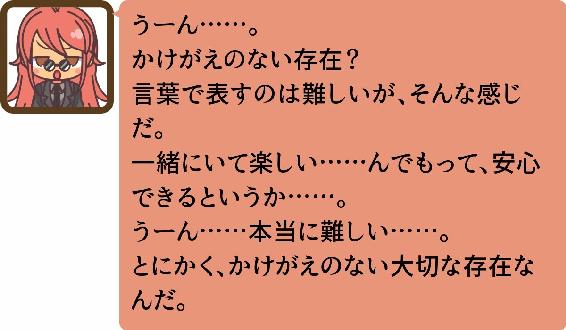 うーん……。
かけがえのない存在？
言葉で表すのは難しいが、そんな感じ
だ。
一緒にいて楽しい……んでもって、安心
できるというか……。
うーん……本当に難しい……。
とにかく、かけがえのない大切な存在な
んだ。